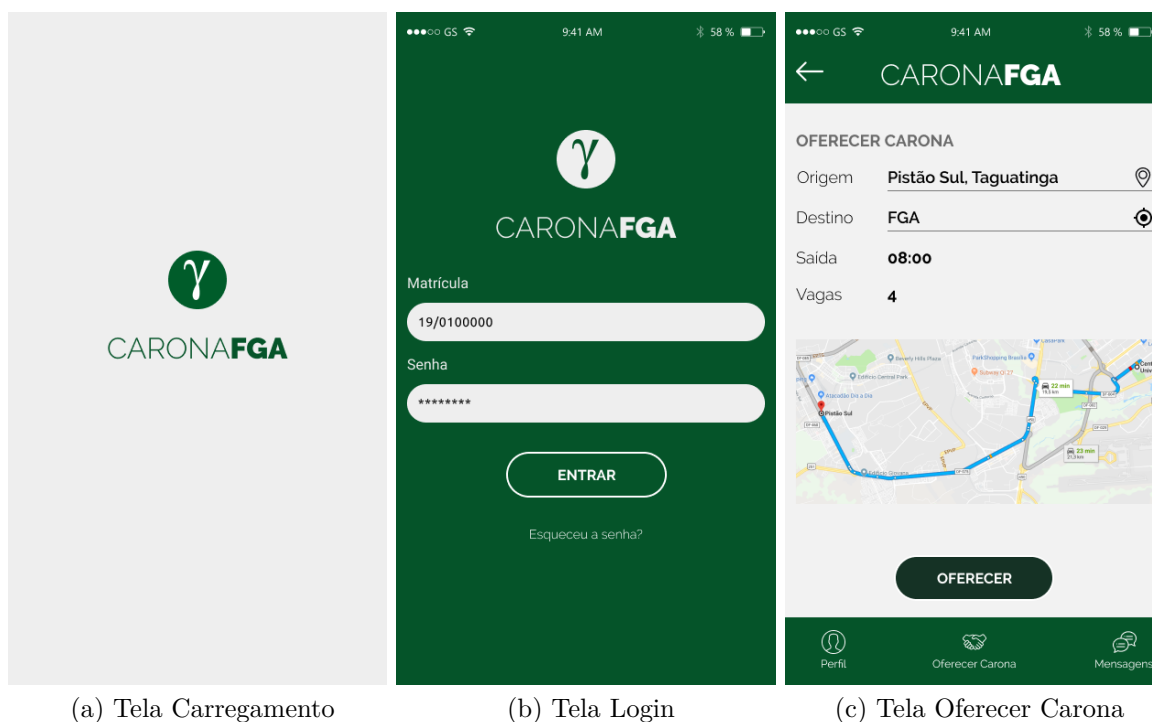 γ
CARONAFGA
(a) Tela Carregamento
GS 9:41 AM 58 %
γ
CARONAFGA
Matrícula
19/0100000
Senha
********
ENTRAR
Esqueceu a senha?
(b) Tela Login
GS 9:41 AM 58 %
CARONAFGA
OFERECER CARONA
Origem Pistão Sul, Taguatinga
Destino FGA
Saída 08:00
Vagas 4
Beverly Hills Plaza
ParkShopping Brasília
Edifício Central Park
Subway QI 27
Atacadão Dia a Dia
22 min
Pistão Sul
23 min
Edifício Giovana
OFERECER
Perfil Oferecer Carona Mensagens
(c) Tela Oferecer Carona